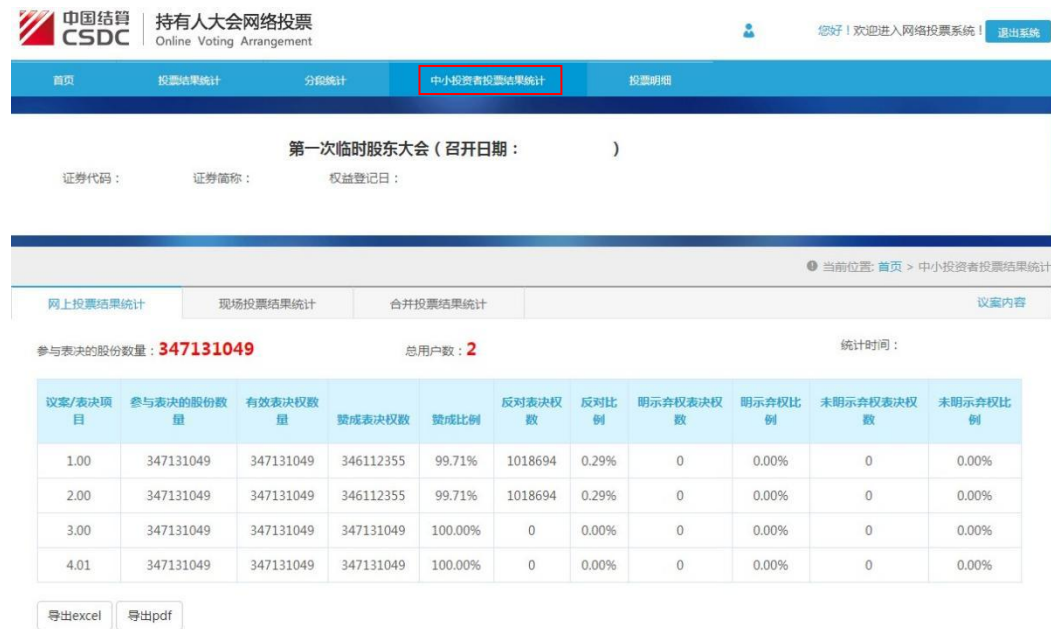 中国结算
CSDC
持有人大会网络投票
Online Voting Arrangement
您好！欢迎进入网络投票系统！ 退出系统
首页 投票结果统计 分段统计 中小投资者投票结果统计 投票明细
第一次临时股东大会（召开日期： ）
证券代码： 证券简称： 权益登记日：
当前位置: 首页 > 中小投资者投票结果统计
网上投票结果统计 现场投票结果统计 合并投票结果统计 议案内容
参与表决的股份数量：347131049 总用户数：2 统计时间：
议案/表决项目 参与表决的股份数量 有效表决权数量 赞成表决权数 赞成比例 反对表决权数 反对比例 明示弃权表决权数 明示弃权比例 未明示弃权表决权数 未明示弃权比例
1.00 347131049 347131049 346112355 99.71% 1018694 0.29% 0 0.00% 0 0.00%
2.00 347131049 347131049 346112355 99.71% 1018694 0.29% 0 0.00% 0 0.00%
3.00 347131049 347131049 347131049 100.00% 0 0.00% 0 0.00% 0 0.00%
4.01 347131049 347131049 347131049 100.00% 0 0.00% 0 0.00% 0 0.00%
导出excel 导出pdf